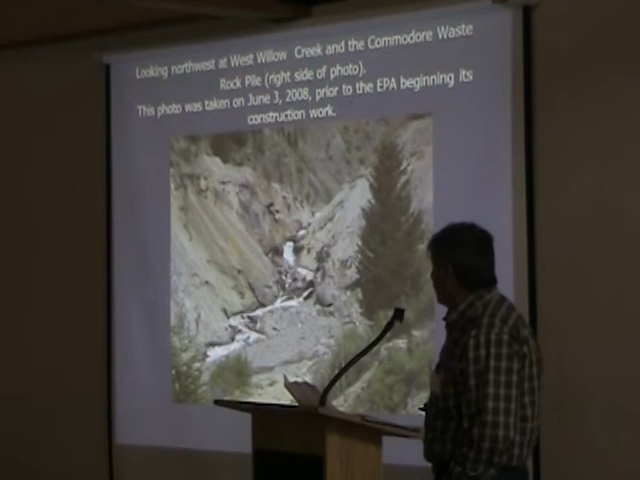 Looking northwest at West Willow Creek and the Commodore Waste
Rock Pile (right side of photo).
This photo was taken on June 3, 2008, prior to the EPA beginning its
construction work.